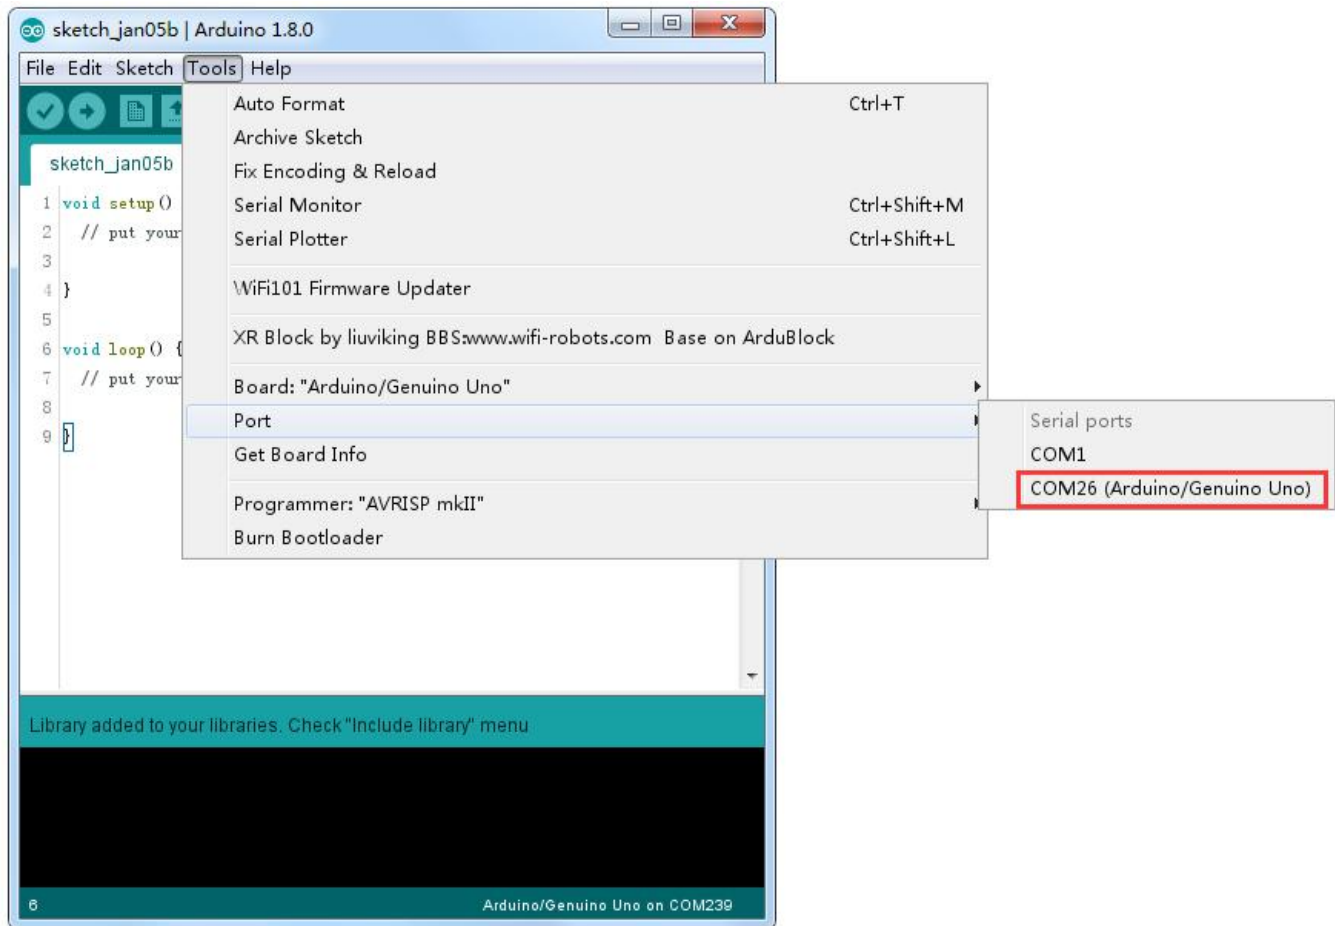 sketch_jan05b | Arduino 1.8.0
File Edit Sketch Tools Help
Auto Format Ctrl+T
Archive Sketch
Fix Encoding & Reload
Serial Monitor Ctrl+Shift+M
Serial Plotter Ctrl+Shift+L
WiFi101 Firmware Updater
XR Block by liuviking BBS:www.wifi-robots.com Base on ArduBlock
Board: "Arduino/Genuino Uno"
Port
Get Board Info
Programmer: "AVRISP mkII"
Burn Bootloader
Serial ports
COM1
COM26 (Arduino/Genuino Uno)
sketch_jan05b
1 void setup()
2 // put your
3
4 }
5
6 void loop() {
7 // put your
8
9 }
Library added to your libraries. Check "Include library" menu
6 Arduino/Genuino Uno on COM239